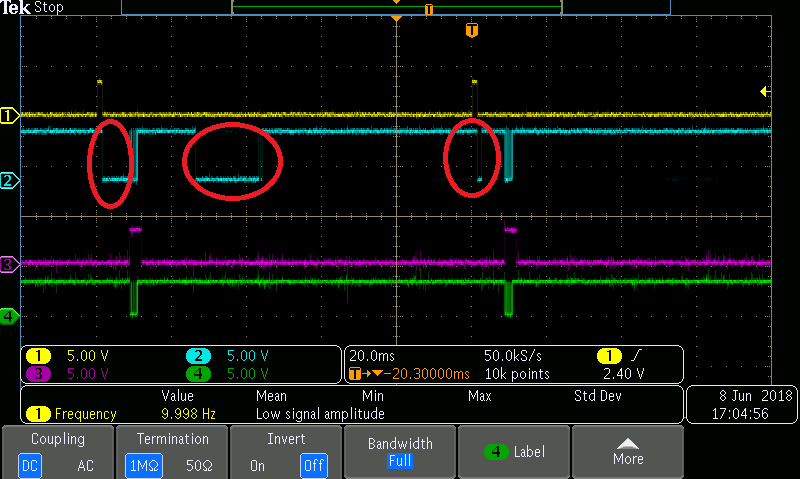 Tek Stop
T
T
1
2
3
4
1 5.00 V 2 5.00 V 20.0ms 50.0kS/s 1
3 5.00 V 4 5.00 V T→▼−20.30000ms 10k points 2.40 V
Value Mean Min Max Std Dev
1 Frequency 9.998 Hz Low signal amplitude
8 Jun 2018
17:04:56
Coupling
DC AC
Termination
1MΩ 50Ω
Invert
On Off
Bandwidth
Full
4 Label
More